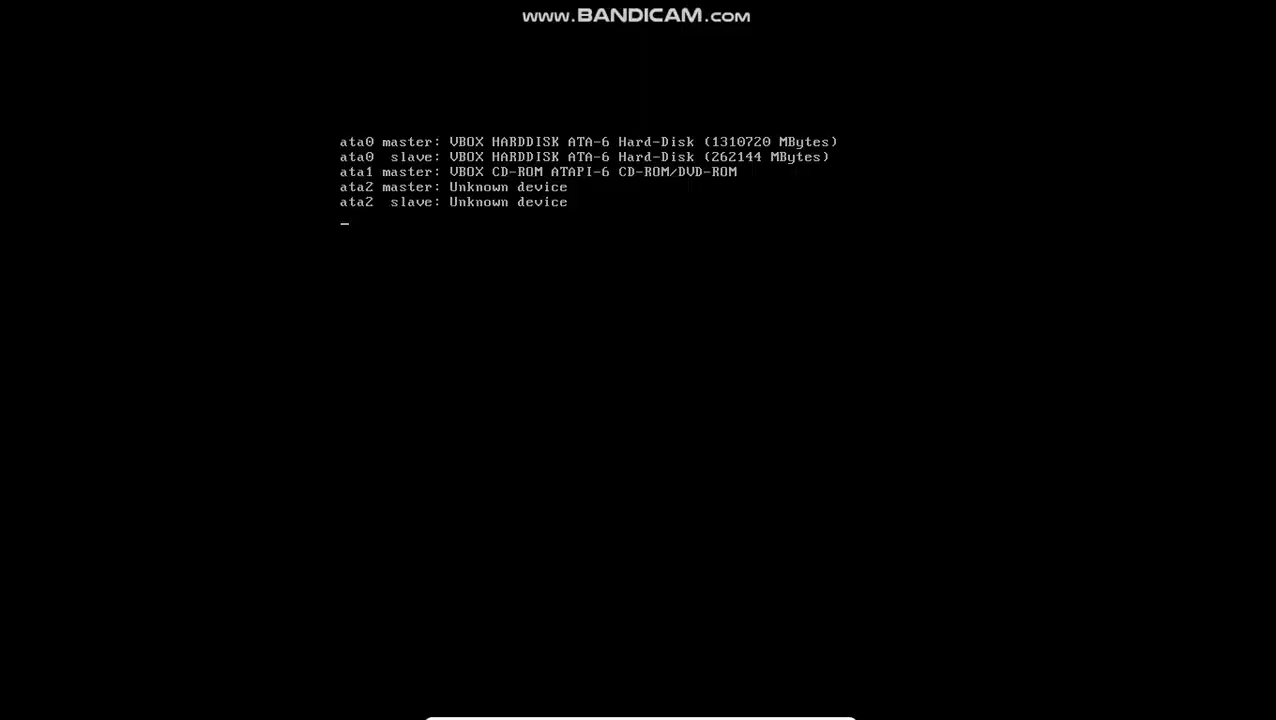 www.BANDICAM.COM
ata0 master: VBOX HARDDISK ATA-6 Hard-Disk (1310720 MBytes)
ata0  slave: VBOX HARDDISK ATA-6 Hard-Disk (262144 MBytes)
ata1 master: VBOX CD-ROM ATAPI-6 CD-ROM/DVD-ROM
ata2 master: Unknown device
ata2  slave: Unknown device
_